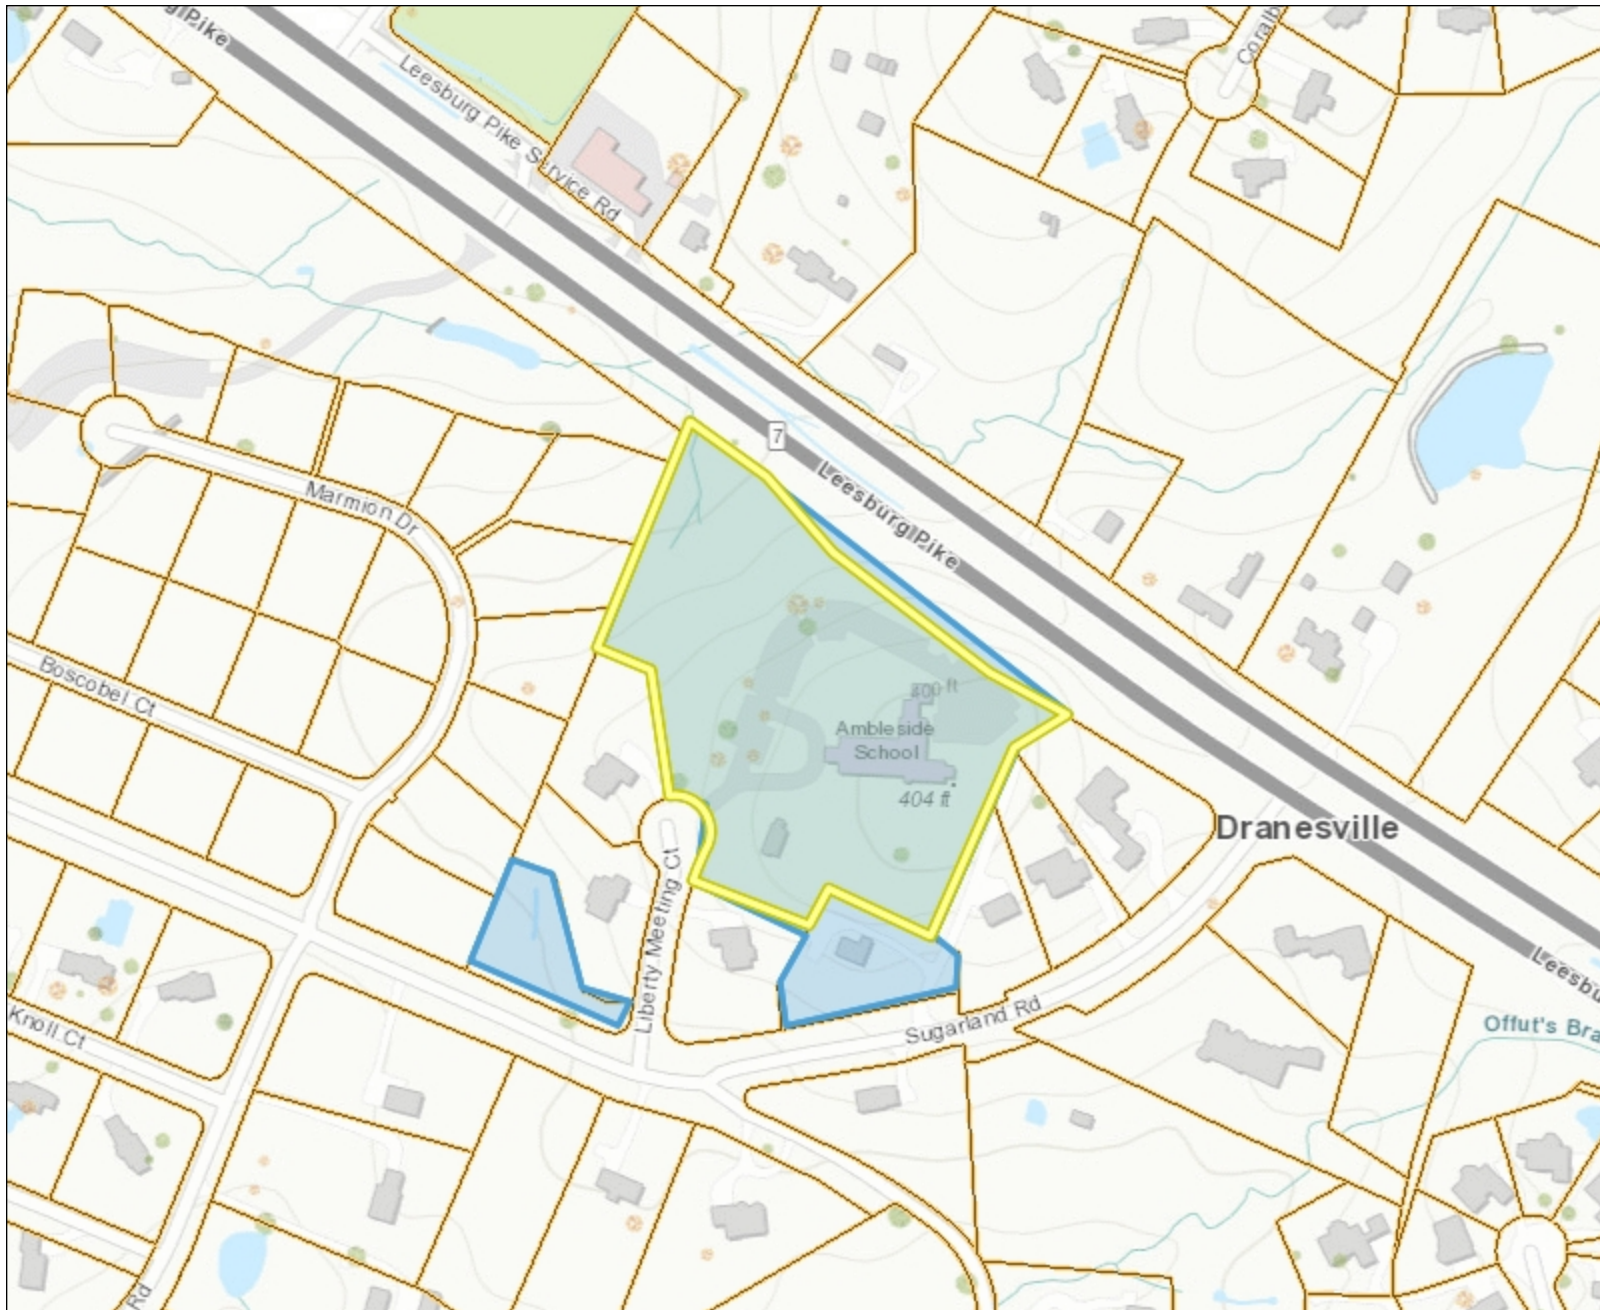 Pike
Coralb
Leesburg Pike Service Rd
7
Leesburg Pike
Marmion Dr
Boscobel Ct
400 ft
Ambleside
School
404 ft
Dranesville
Liberty Meeting Ct
Leesbu
Sugarland Rd
Knoll Ct
Offut's Bra
Rd